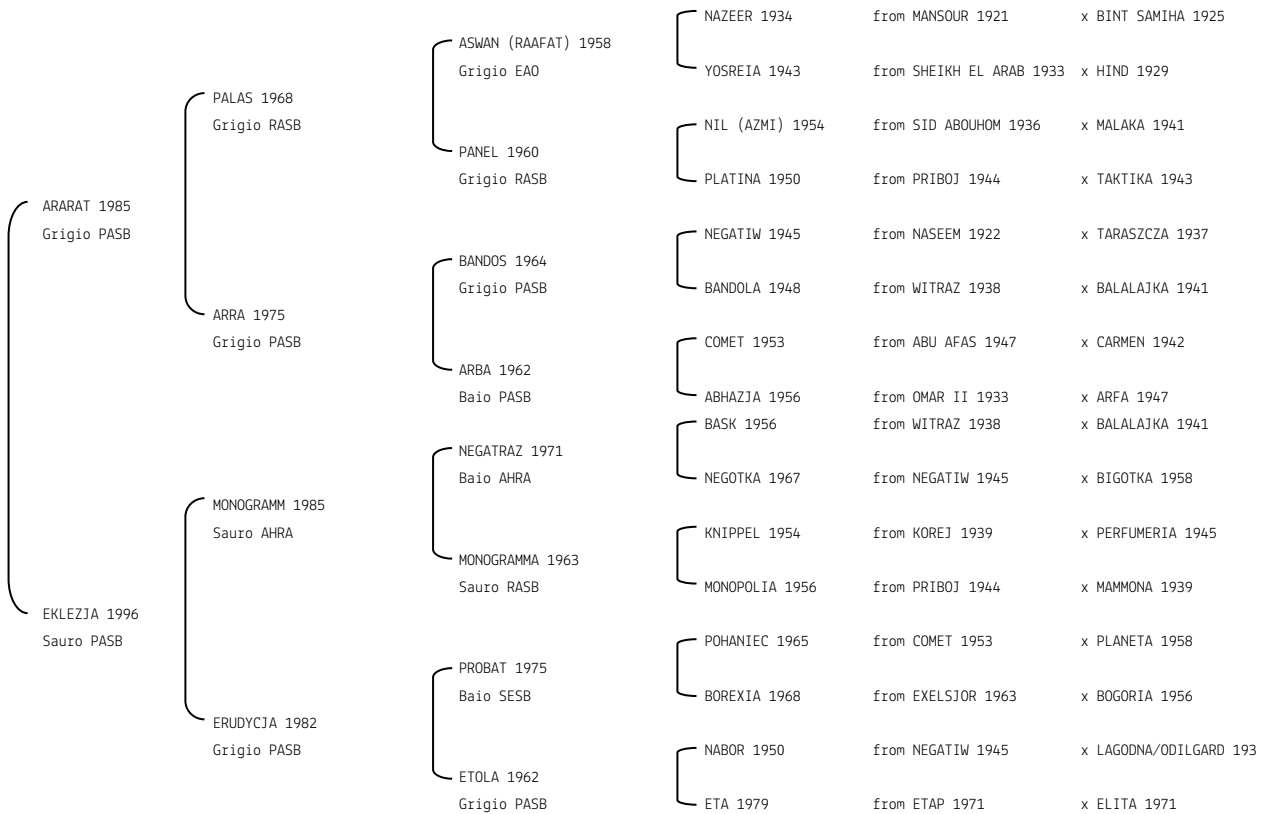 NAZEER 1934 from MANSOUR 1921 x BINT SAMIHA 1925
ASWAN (RAAFAT) 1958
Grigio EAO YOSREIA 1943 from SHEIKH EL ARAB 1933 x HIND 1929
PALAS 1968
Grigio RASB NIL (AZMI) 1954 from SID ABOUHOM 1936 x MALAKA 1941
PANEL 1960
Grigio RASB PLATINA 1950 from PRIBOJ 1944 x TAKTIKA 1943
ARARAT 1985
Grigio PASB NEGATIW 1945 from NASEEM 1922 x TARASZCZA 1937
BANDOS 1964
Grigio PASB BANDOLA 1948 from WITRAZ 1938 x BALALAJKA 1941
ARRA 1975
Grigio PASB COMET 1953 from ABU AFAS 1947 x CARMEN 1942
ARBA 1962
Baio PASB ABHAZJA 1956 from OMAR II 1933 x ARFA 1947
BASK 1956 from WITRAZ 1938 x BALALAJKA 1941
NEGATRAZ 1971
Baio AHRA NEGOTKA 1967 from NEGATIW 1945 x BIGOTKA 1958
MONOGRAMM 1985
Sauro AHRA KNIPPEL 1954 from KOREJ 1939 x PERFUMERIA 1945
MONOGRAMMA 1963
Sauro RASB MONOPOLIA 1956 from PRIBOJ 1944 x MAMMONA 1939
EKLEZJA 1996
Sauro PASB POHANIEC 1965 from COMET 1953 x PLANETA 1958
PROBAT 1975
Baio SESB BOREXIA 1968 from EXELSJOR 1963 x BOGORIA 1956
ERUDYCJA 1982
Grigio PASB NABOR 1950 from NEGATIW 1945 x LAGODNA/ODILGARD 193
ETOLA 1962
Grigio PASB ETA 1979 from ETAP 1971 x ELITA 1971